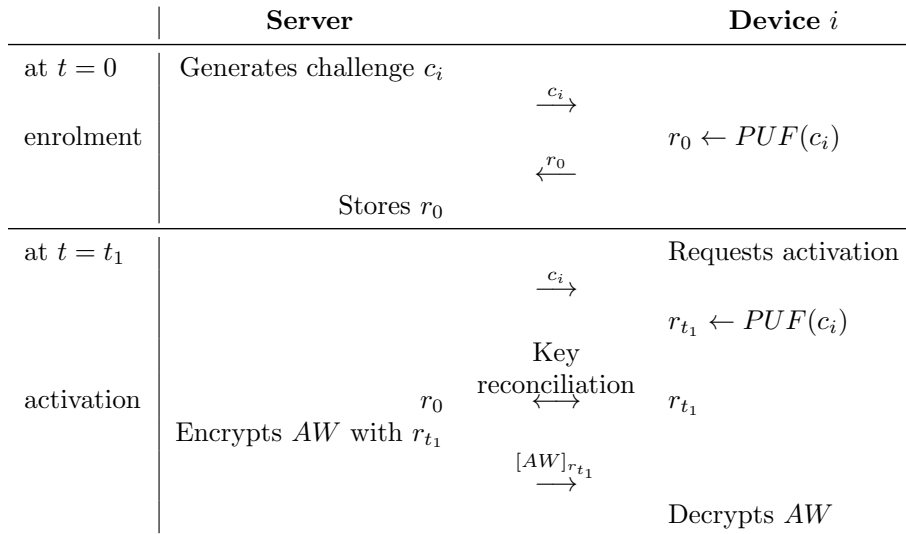 Server Device i
at t = 0 Generates challenge c_i
c_i
⟶
enrolment r_0 ← PUF(c_i)
r_0
⟵
Stores r_0
at t = t_1 Requests activation
c_i
⟶
r_{t_1} ← PUF(c_i)
Key
reconciliation
activation r_0 ⟷ r_{t_1}
Encrypts AW with r_{t_1}
[AW]_{r_{t_1}}
⟶
Decrypts AW